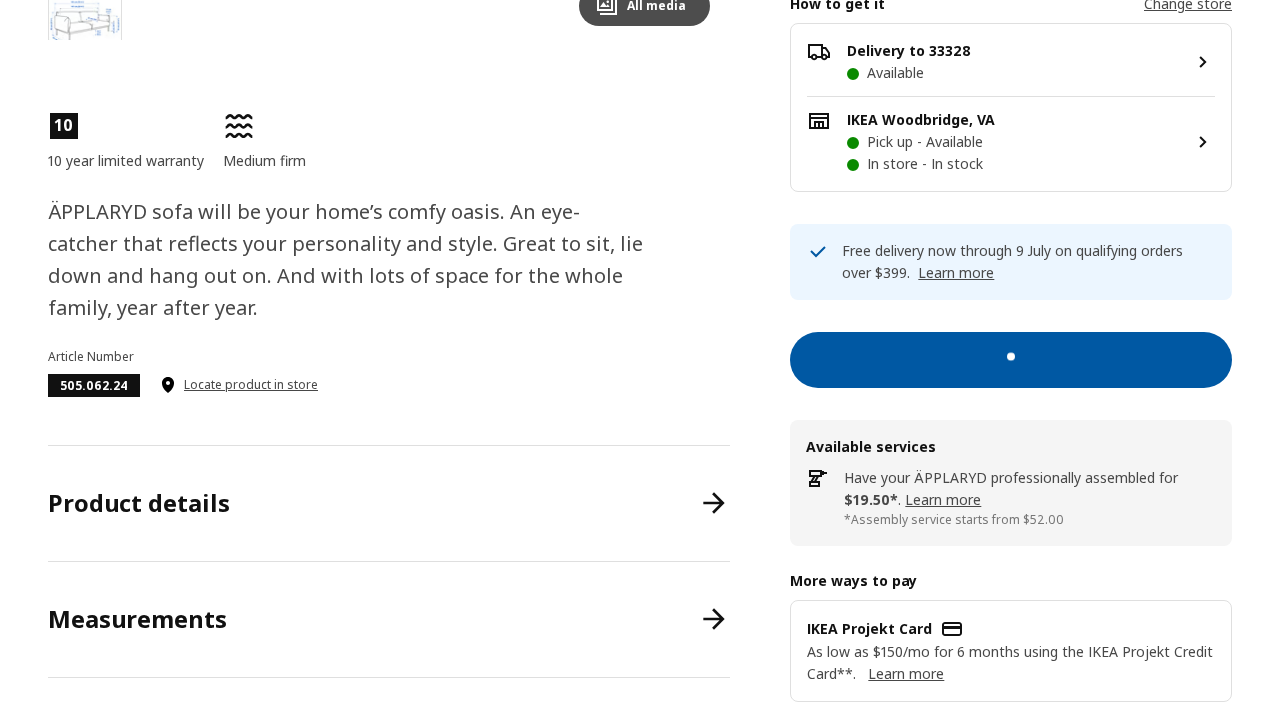 All media
10
10 year limited warranty
Medium firm
ÄPPLARYD sofa will be your home’s comfy oasis. An eye-
catcher that reflects your personality and style. Great to sit, lie
down and hang out on. And with lots of space for the whole
family, year after year.
Article Number
505.062.24
Locate product in store
Product details
Measurements
How to get it
Change store
Delivery to 33328
Available
IKEA Woodbridge, VA
Pick up - Available
In store - In stock
Free delivery now through 9 July on qualifying orders
over $399. Learn more
Available services
Have your ÄPPLARYD professionally assembled for
$19.50*. Learn more
*Assembly service starts from $52.00
More ways to pay
IKEA Projekt Card
As low as $150/mo for 6 months using the IKEA Projekt Credit
Card**. Learn more